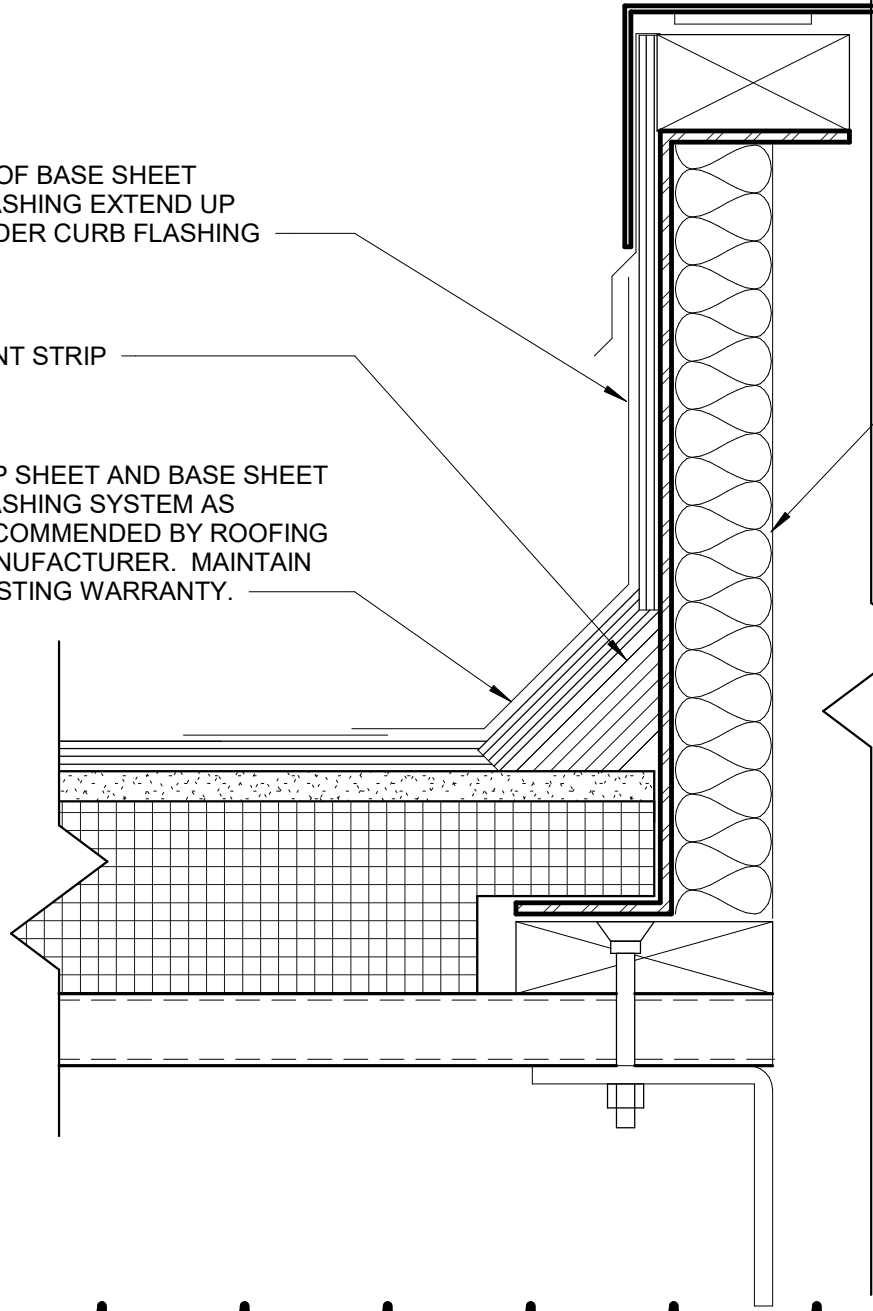 OF BASE SHEET
ASHING EXTEND UP
DER CURB FLASHING
NT STRIP
P SHEET AND BASE SHEET
ASHING SYSTEM AS
COMMENDED BY ROOFING
NUFACTURER. MAINTAIN
STING WARRANTY.